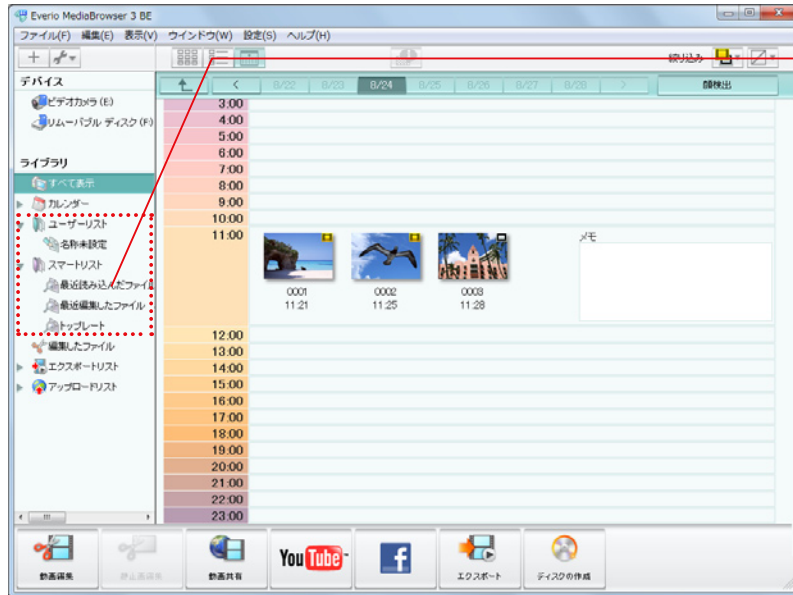 Everio MediaBrowser 3 BE
ファイル(F) 編集(E) 表示(V) ウインドウ(W) 設定(S) ヘルプ(H)
絞り込み
デバイス
ビデオカメラ (E)
リムーバブル ディスク (F)
ライブラリ
すべて表示
カレンダー
ユーザーリスト
名称未設定
スマートリスト
最近読み込んだファイル
最近編集したファイル
トップレート
編集したファイル
エクスポートリスト
アップロードリスト
< 8/22 8/23 8/24 8/25 8/26 8/27 8/28 >
顔検出
3:00
4:00
5:00
6:00
7:00
8:00
9:00
10:00
11:00
メモ
0001 0002 0003
11:21 11:25 11:28
12:00
13:00
14:00
15:00
16:00
17:00
18:00
19:00
20:00
21:00
22:00
23:00
動画編集
静止画編集
動画共有
YouTube
f
エクスポート
ディスクの作成